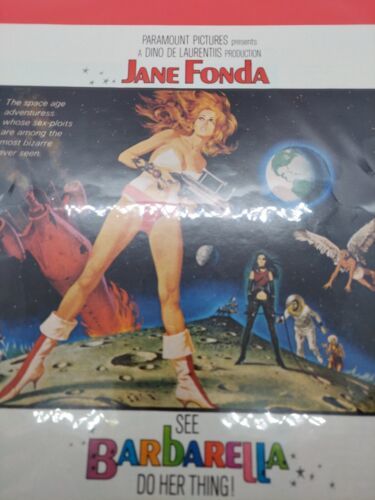 PARAMOUNT PICTURES presents
A DINO DE LAURENTIIS PRODUCTION
JANE FONDA
The space age
adventuress
whose sex-ploits
are among the
most bizarre
ever seen.
SEE
BARBARELLA
DO HER THING!